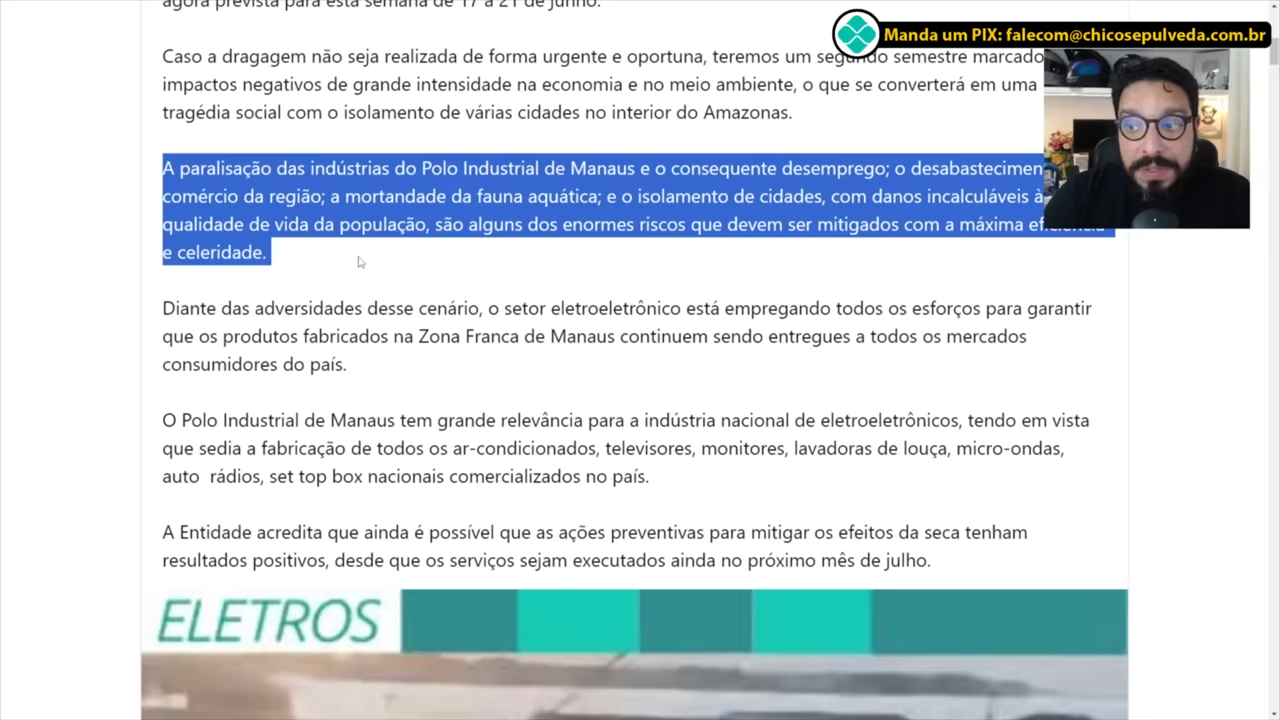 agora prevista para esta semana de 17 a 21 de junho.
Manda um PIX: falecom@chicosepulveda.com.br
Caso a dragagem não seja realizada de forma urgente e oportuna, teremos um segundo semestre marcado
impactos negativos de grande intensidade na economia e no meio ambiente, o que se converterá em uma
tragédia social com o isolamento de várias cidades no interior do Amazonas.
A paralisação das indústrias do Polo Industrial de Manaus e o consequente desemprego; o desabastecimen
comércio da região; a mortandade da fauna aquática; e o isolamento de cidades, com danos incalculáveis à
qualidade de vida da população, são alguns dos enormes riscos que devem ser mitigados com a máxima eficiência
e celeridade.
Diante das adversidades desse cenário, o setor eletroeletrônico está empregando todos os esforços para garantir
que os produtos fabricados na Zona Franca de Manaus continuem sendo entregues a todos os mercados
consumidores do país.
O Polo Industrial de Manaus tem grande relevância para a indústria nacional de eletroeletrônicos, tendo em vista
que sedia a fabricação de todos os ar-condicionados, televisores, monitores, lavadoras de louça, micro-ondas,
auto  rádios, set top box nacionais comercializados no país.
A Entidade acredita que ainda é possível que as ações preventivas para mitigar os efeitos da seca tenham
resultados positivos, desde que os serviços sejam executados ainda no próximo mês de julho.
ELETROS